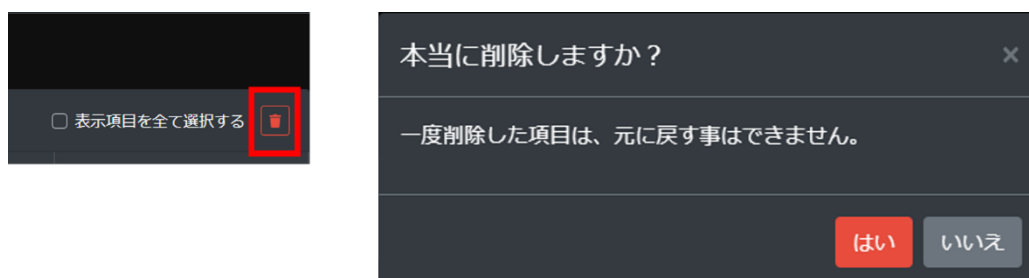 表示項目を全て選択する
本当に削除しますか？
×
一度削除した項目は、元に戻す事はできません。
はい
いいえ